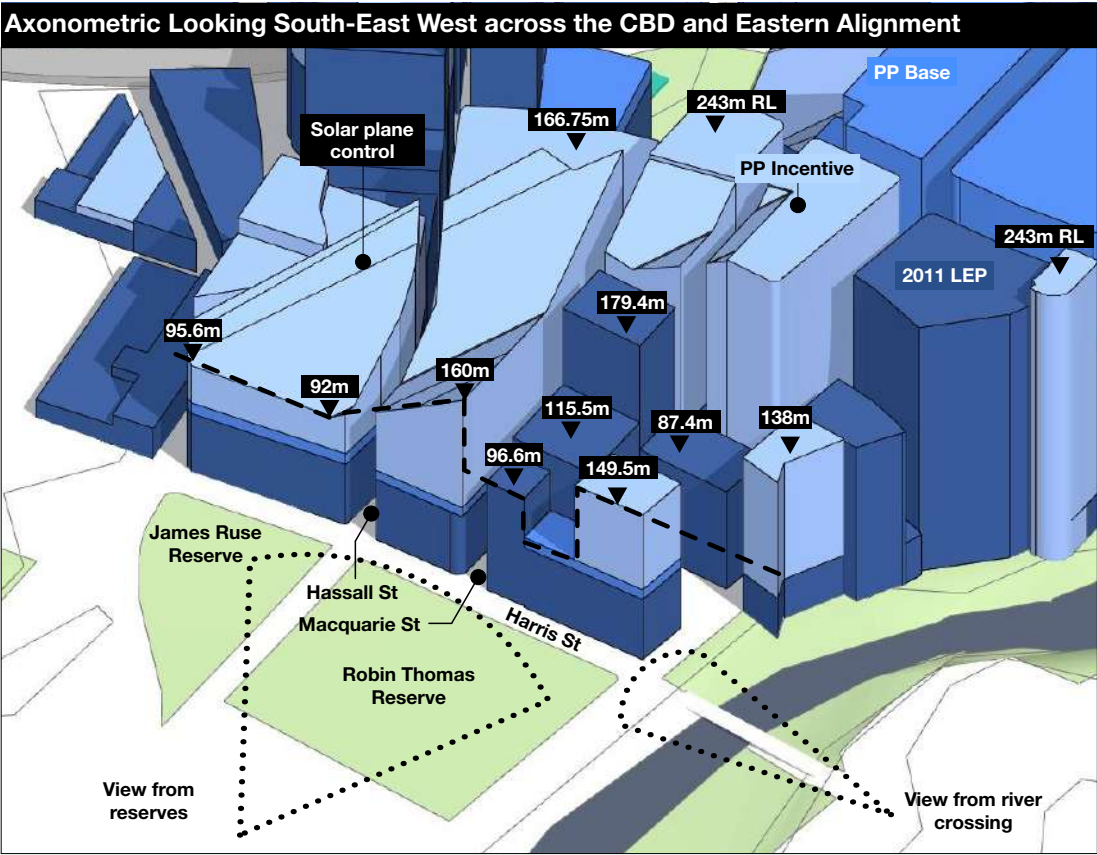 Axonometric Looking South-East West across the CBD and Eastern Alignment
PP Base
243m RL
166.75m
Solar plane
control
PP Incentive
243m RL
2011 LEP
179.4m
95.6m
160m
92m
115.5m
87.4m
138m
96.6m
149.5m
James Ruse
Reserve
Hassall St
Macquarie St
Harris St
Robin Thomas
Reserve
View from
reserves
View from river
crossing